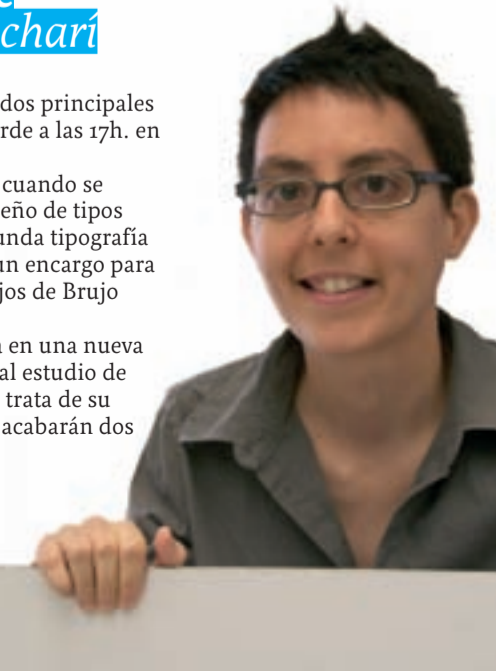 charí
dos principales
rde a las 17h. en
cuando se
eño de tipos
unda tipografía
un encargo para
jos de Brujo
en una nueva
al estudio de
trata de su
acabarán dos